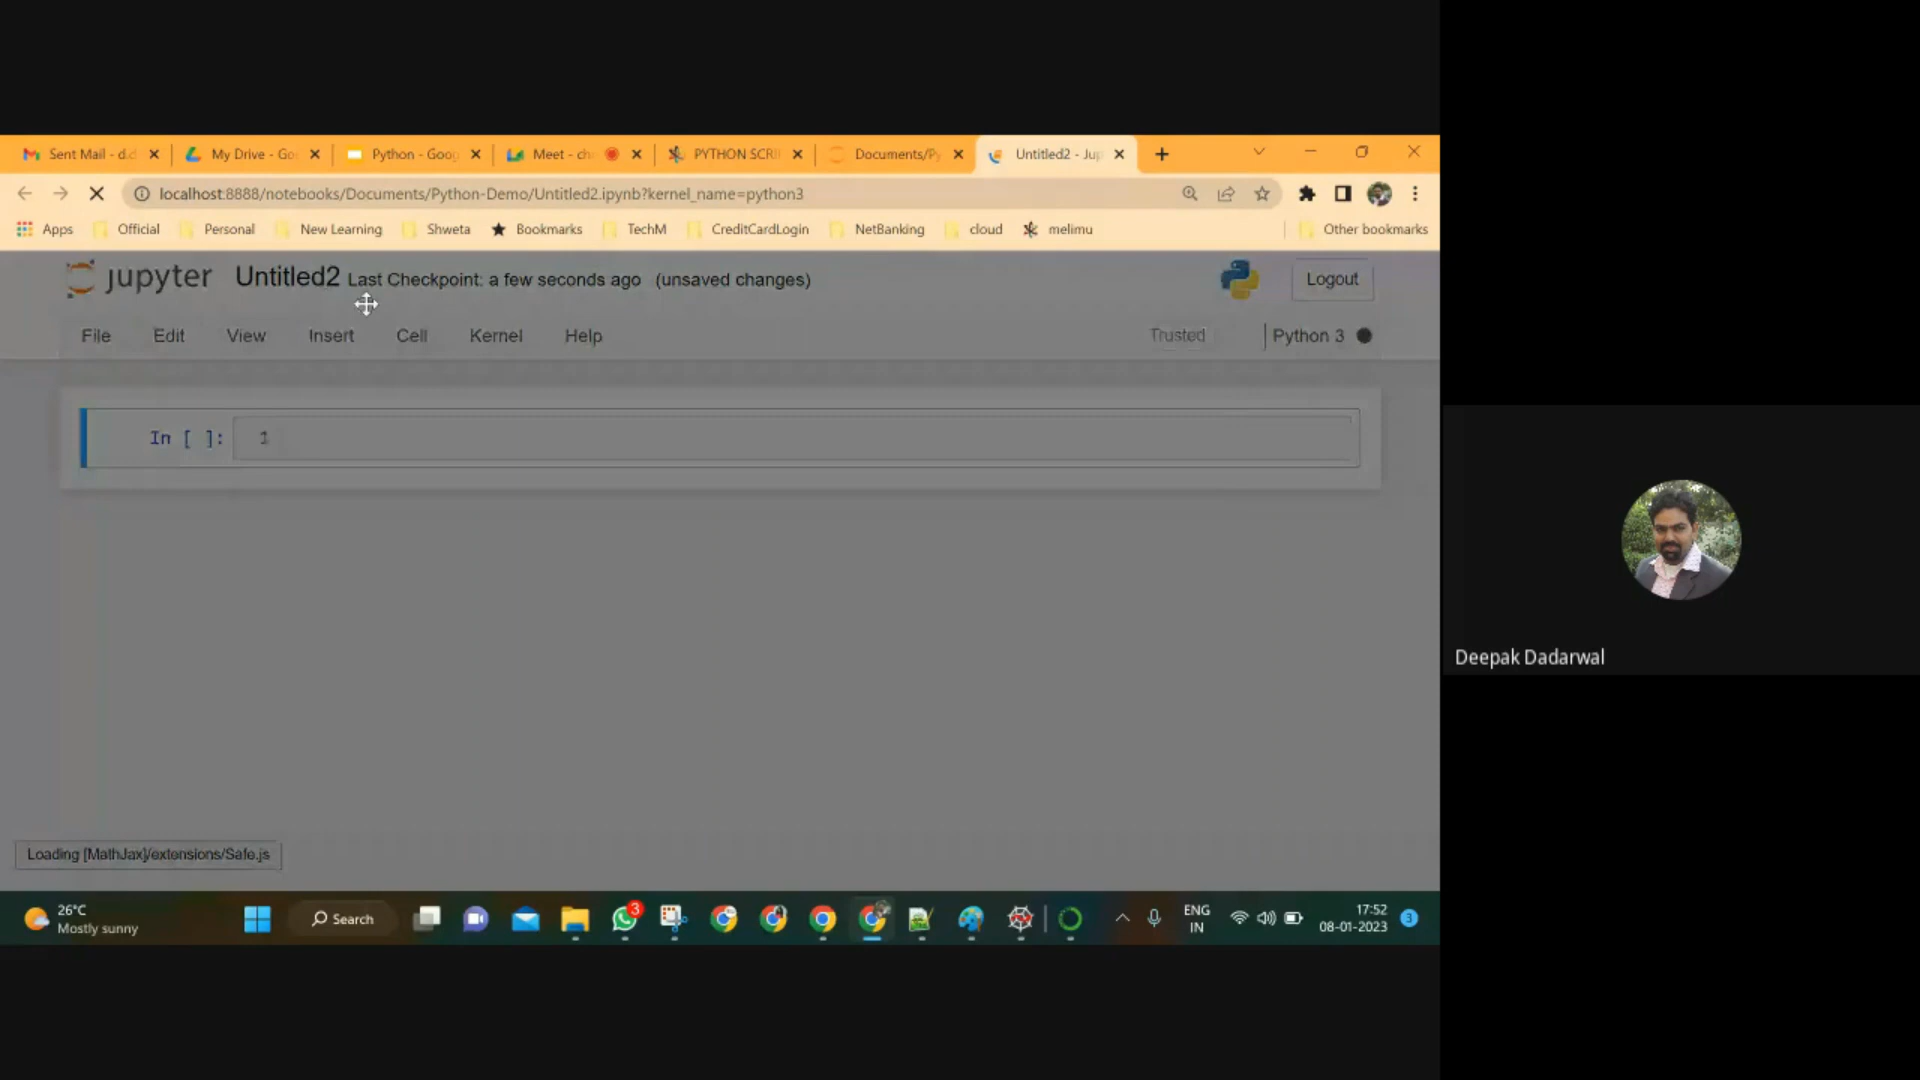 Sent Mail - d.c
My Drive - Go
Python - Goog
Meet - ch
PYTHON SCRI
Documents/Py
Untitled2 - Jup
localhost:8888/notebooks/Documents/Python-Demo/Untitled2.ipynb?kernel_name=python3
Apps Official Personal New Learning Shweta Bookmarks TechM CreditCardLogin NetBanking cloud melimu Other bookmarks
jupyter Untitled2 Last Checkpoint: a few seconds ago (unsaved changes) Logout
File Edit View Insert Cell Kernel Help Trusted Python 3
In [ ]: 1
Deepak Dadarwal
Loading [MathJax]/extensions/Safe.js
26°C
Mostly sunny
Search
3
ENG
IN
17:52
08-01-2023
3